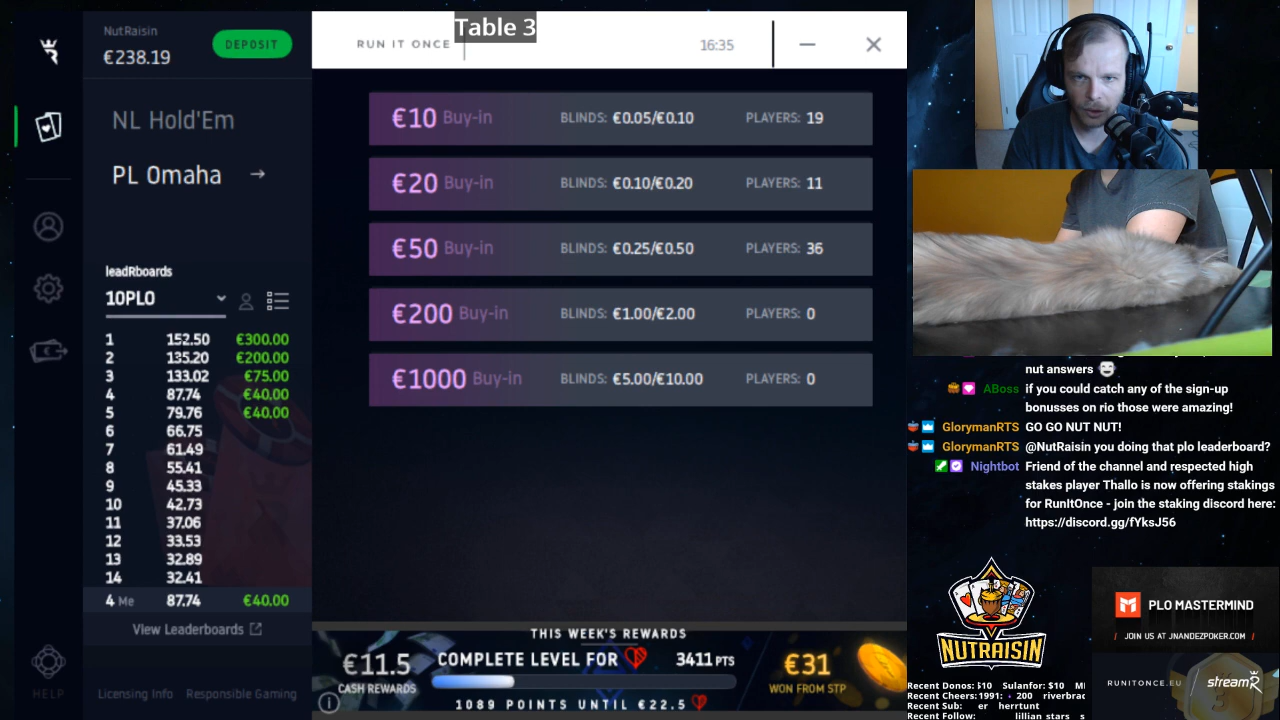 NutRaisin
€238.19
DEPOSIT
NL Hold'Em
PL Omaha →
leadRboards
10PLO
1 152.50 €300.00
2 135.20 €200.00
3 133.02 €75.00
4 87.74 €40.00
5 79.76 €40.00
6 66.75
7 61.49
8 55.41
9 45.33
10 42.73
11 37.06
12 33.53
13 32.89
14 32.41
4 Me 87.74 €40.00
View Leaderboards
HELP
Licensing Info Responsible Gaming
RUN IT ONCE
Table 3
16:35
€10 Buy-in BLINDS: €0.05/€0.10 PLAYERS: 19
€20 Buy-in BLINDS: €0.10/€0.20 PLAYERS: 11
€50 Buy-in BLINDS: €0.25/€0.50 PLAYERS: 36
€200 Buy-in BLINDS: €1.00/€2.00 PLAYERS: 0
€1000 Buy-in BLINDS: €5.00/€10.00 PLAYERS: 0
THIS WEEK'S REWARDS
€11.5
CASH REWARDS
COMPLETE LEVEL FOR
3411 PTS
1089 POINTS UNTIL €22.5
€31
WON FROM STP
nut answers
ABoss if you could catch any of the sign-up
bonusses on rio those were amazing!
GlorymanRTS GO GO NUT NUT!
GlorymanRTS @NutRaisin you doing that plo leaderboard?
Nightbot Friend of the channel and respected high
stakes player Thallo is now offering stakings
for RunItOnce - join the staking discord here:
https://discord.gg/fYksJ56
NUTRAISIN
PLO MASTERMIND
/ JOIN US AT JNANDEZPOKER.COM /
RUNITONCE.EU
streamR
Recent Donos: $10 Sulanfor: $10
Recent Cheers: 1991: + 200 riverbrac
Recent Sub: er herrtunt
Recent Follow: lillian stars s